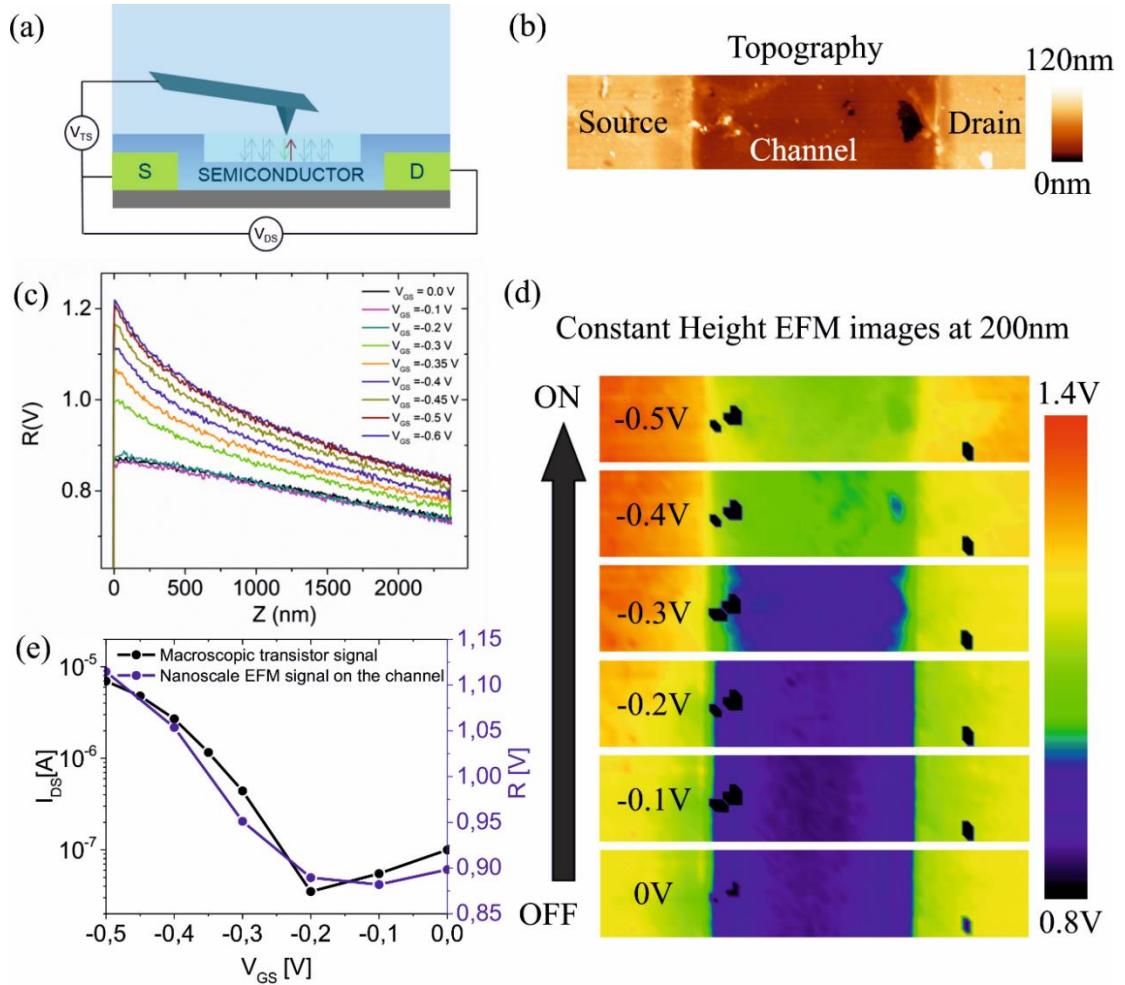 (a)
V_TS
S
SEMICONDUCTOR
D
V_DS
(b)
Topography
Source
Channel
Drain
120nm
0nm
(c)
R(V)
1.2
1.0
0.8
V_GS = 0.0 V
V_GS =-0.1 V
V_GS =-0.2 V
V_GS =-0.3 V
V_GS =-0.35 V
V_GS =-0.4 V
V_GS =-0.45 V
V_GS =-0.5 V
V_GS =-0.6 V
0 500 1000 1500 2000
Z (nm)
(d)
Constant Height EFM images at 200nm
ON
OFF
-0.5V
-0.4V
-0.3V
-0.2V
-0.1V
0V
1.4V
0.8V
(e)
Macroscopic transistor signal
Nanoscale EFM signal on the channel
I_DS[A]
10^-5
10^-6
10^-7
-0,5 -0,4 -0,3 -0,2 -0,1 0,0
V_GS [V]
1,15
1,10
1,05
1,00
0,95
0,90
0,85
R [V]